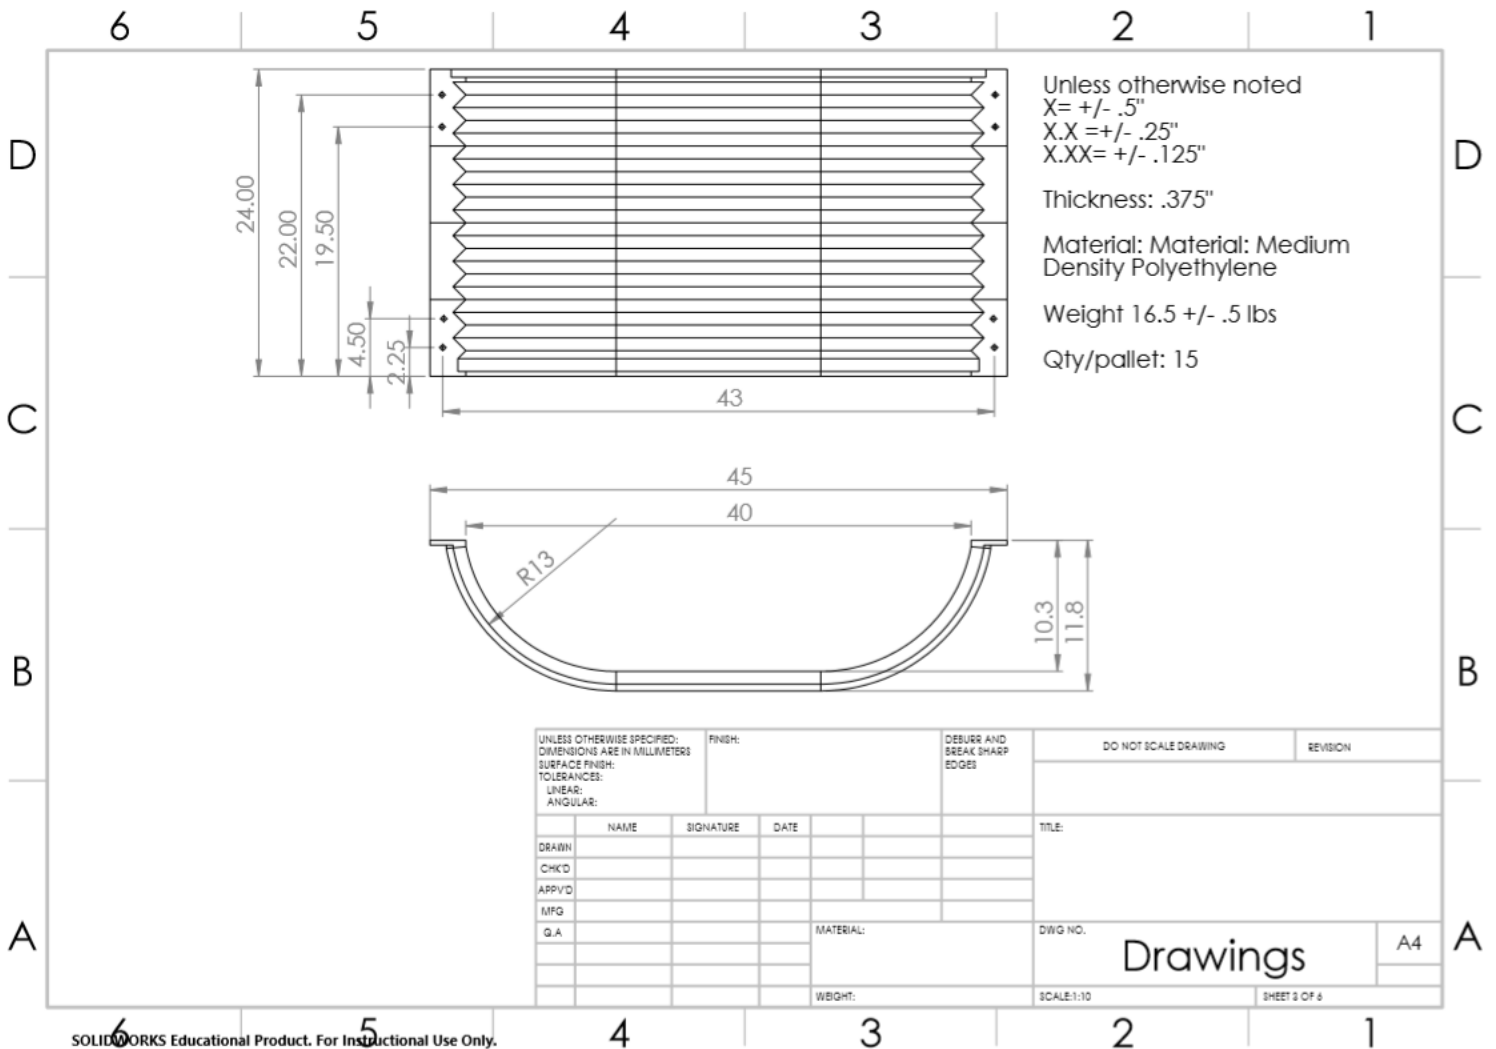 6 5 4 3 2 1
D D
24.00
22.00
19.50
4.50
2.25
43
Unless otherwise noted
X= +/- .5"
X.X =+/- .25"
X.XX= +/- .125"
Thickness: .375"
Material: Material: Medium
Density Polyethylene
Weight 16.5 +/- .5 lbs
Qty/pallet: 15
C C
45
40
R13
10.3
11.8
B B
UNLESS OTHERWISE SPECIFIED:
DIMENSIONS ARE IN MILLIMETERS
SURFACE FINISH:
TOLERANCES:
LINEAR:
ANGULAR:
FINISH:
DEBURR AND
BREAK SHARP
EDGES
DO NOT SCALE DRAWING
REVISION
NAME SIGNATURE DATE
TITLE:
DRAWN
CHK'D
APPV'D
MFG
Q.A
MATERIAL:
DWG NO.
Drawings
A4
A A
WEIGHT:
SCALE:1:10
SHEET 3 OF 6
6 5 4 3 2 1
SOLIDWORKS Educational Product. For Instructional Use Only.